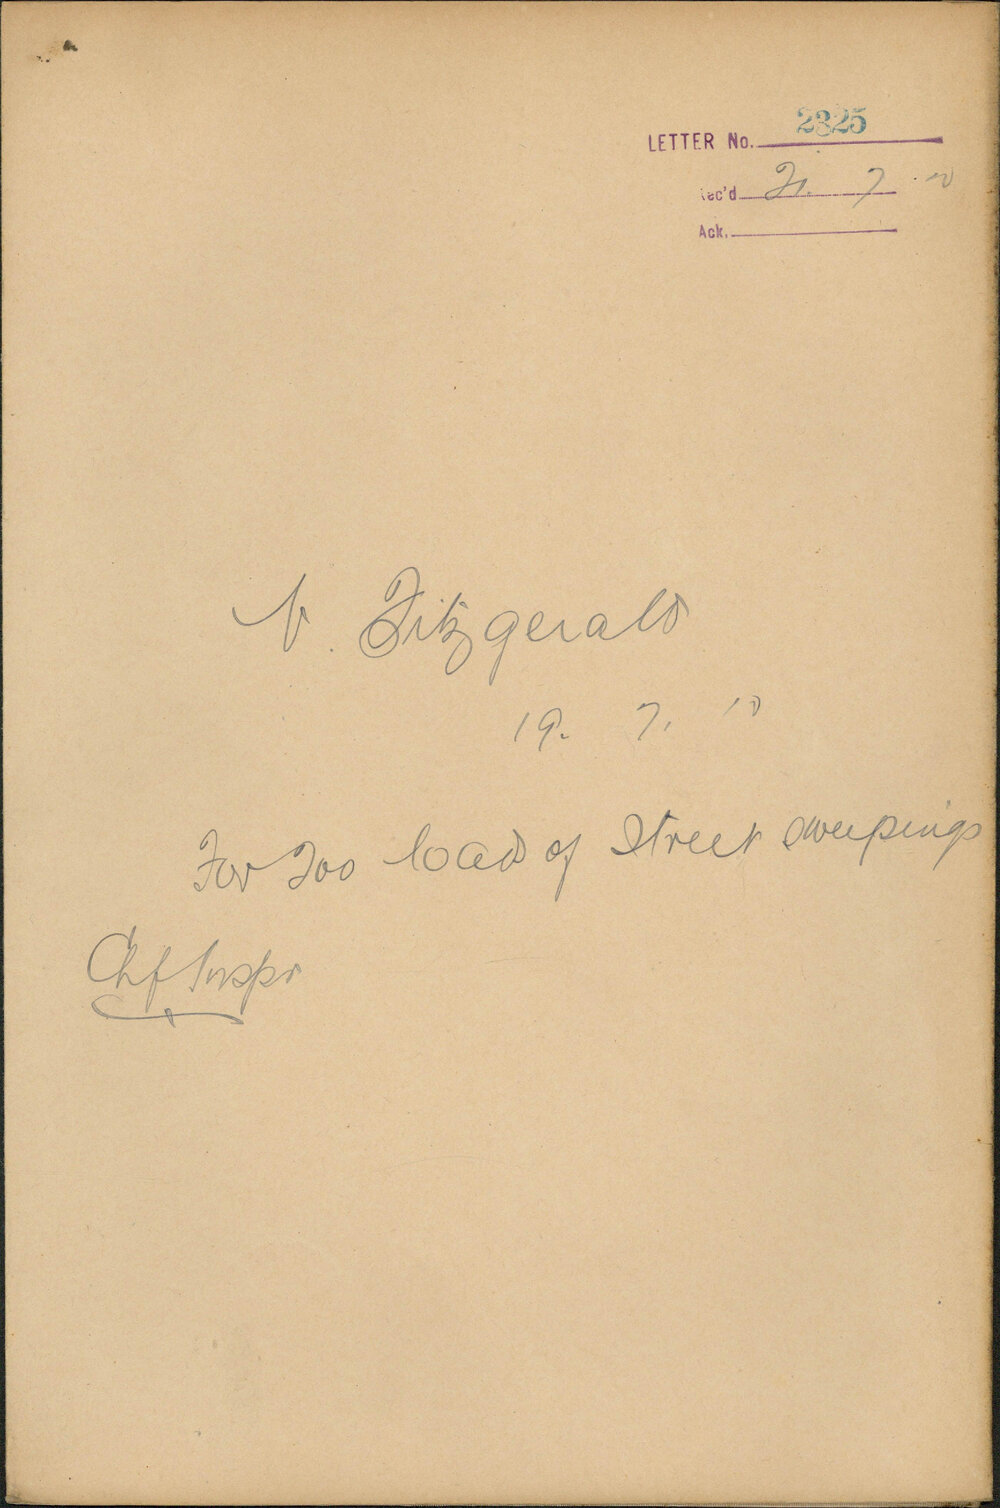 LETTER No. 2325
Rec'd 21. 7 10
Ack.
N. Fitzgerald
19. 7. 10
For 200 load of Street sweepings
Chf Inspr